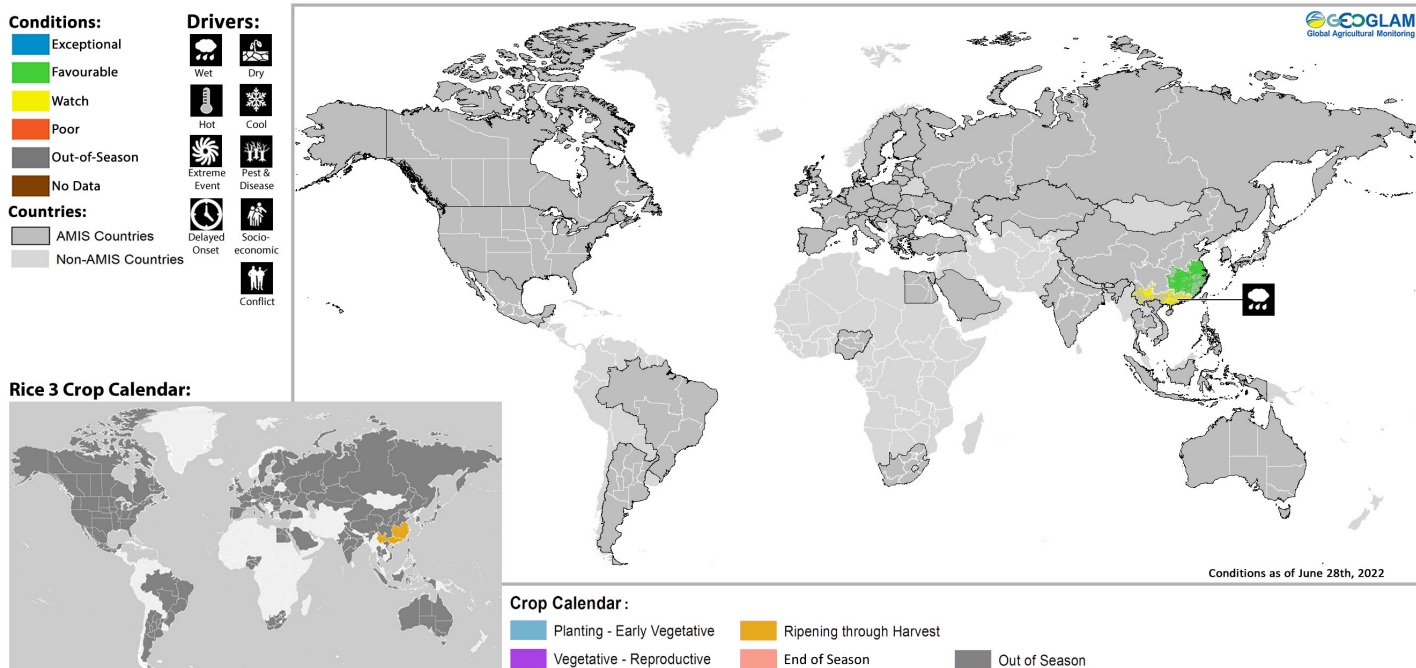 Conditions:
Exceptional
Favourable
Watch
Poor
Out-of-Season
No Data
Countries:
AMIS Countries
Non-AMIS Countries
Drivers:
Wet
Dry
Hot
Cool
Extreme
Event
Pest &
Disease
Delayed
Onset
Socio-
economic
Conflict
GEOGLAM
Global Agricultural Monitoring
Conditions as of June 28th, 2022
Rice 3 Crop Calendar:
Crop Calendar :
Planting - Early Vegetative
Ripening through Harvest
Vegetative - Reproductive
End of Season
Out of Season